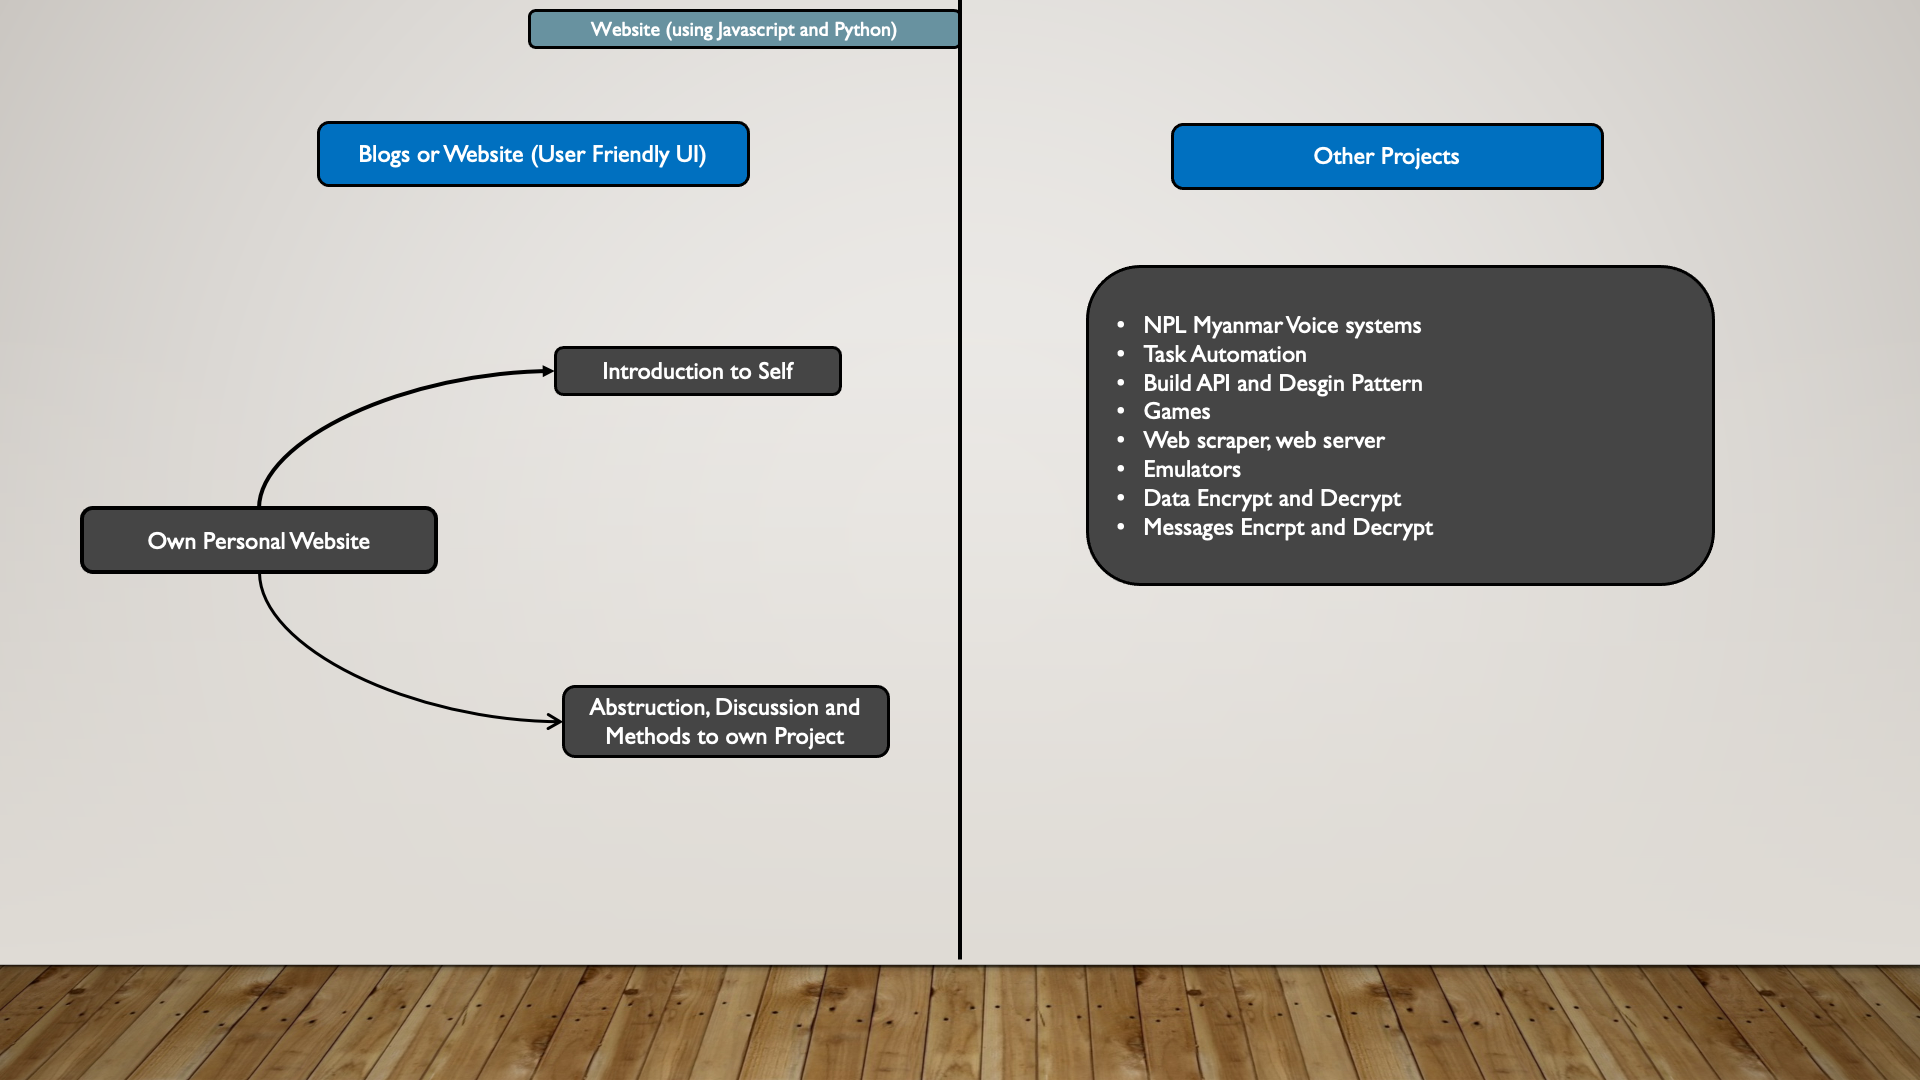 Website (using Javascript and Python)
Blogs or Website (User Friendly UI)
Introduction to Self
Own Personal Website
Abstruction, Discussion and
Methods to own Project
Other Projects
• NPL Myanmar Voice systems
• Task Automation
• Build API and Desgin Pattern
• Games
• Web scraper, web server
• Emulators
• Data Encrypt and Decrypt
• Messages Encrpt and Decrypt